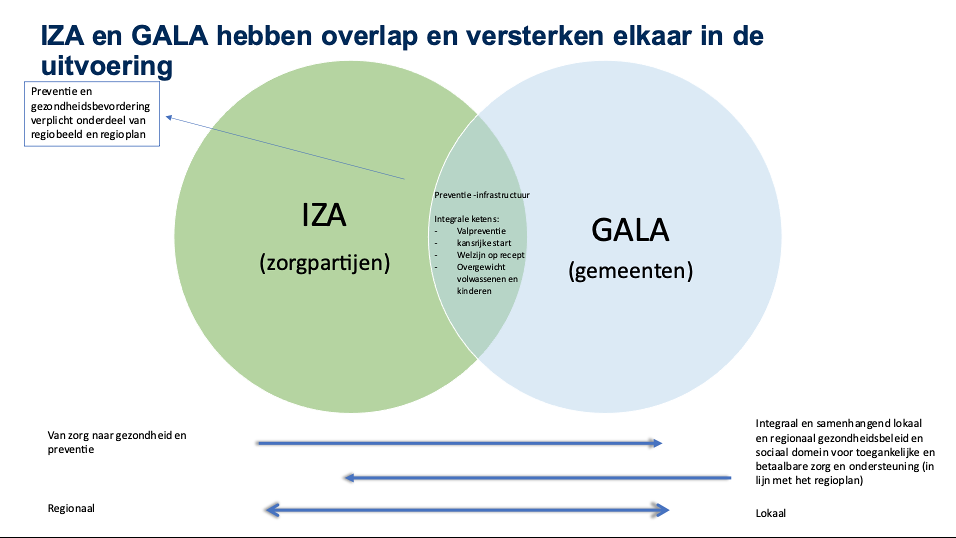 IZA en GALA hebben overlap en versterken elkaar in de
uitvoering
Preventie en
gezondheidsbevordering
verplicht onderdeel van
regiobeeld en regioplan
IZA
(zorgpartijen)
Preventie -infrastructuur
Integrale ketens:
- Valpreventie
- kansrijke start
- Welzijn op recept
- Overgewicht
volwassenen en
kinderen
GALA
(gemeenten)
Van zorg naar gezondheid en
preventie
Integraal en samenhangend lokaal
en regionaal gezondheidsbeleid en
sociaal domein voor toegankelijke en
betaalbare zorg en ondersteuning (in
lijn met het regioplan)
Regionaal
Lokaal